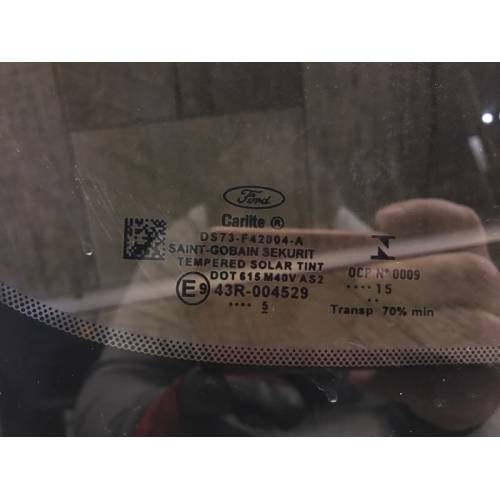 Ford
Carlite ®
DS73-F42004-A
SAINT-GOBAIN SEKURIT
TEMPERED SOLAR TINT
DOT 615 M40V AS2
E9 43R-004529
.... 5
OCP N° 0009
.... 15
..
Transp 70% min